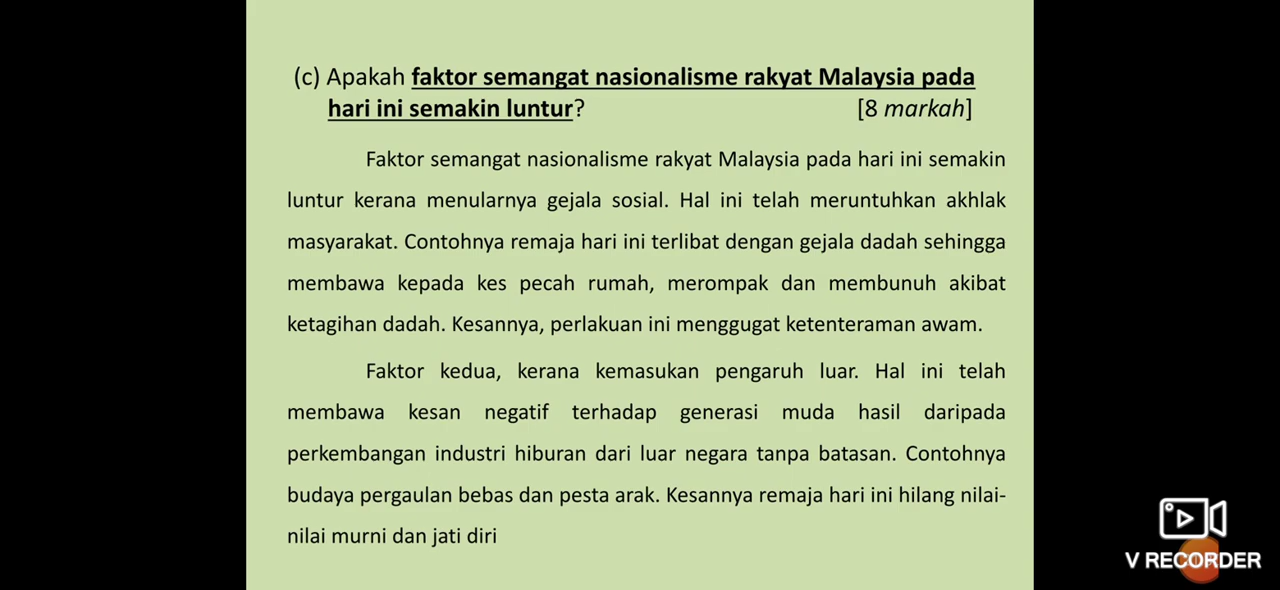 (c) Apakah faktor semangat nasionalisme rakyat Malaysia pada
hari ini semakin luntur? [8 markah]
Faktor semangat nasionalisme rakyat Malaysia pada hari ini semakin
luntur kerana menularnya gejala sosial. Hal ini telah meruntuhkan akhlak
masyarakat. Contohnya remaja hari ini terlibat dengan gejala dadah sehingga
membawa kepada kes pecah rumah, merompak dan membunuh akibat
ketagihan dadah. Kesannya, perlakuan ini menggugat ketenteraman awam.
Faktor kedua, kerana kemasukan pengaruh luar. Hal ini telah
membawa kesan negatif terhadap generasi muda hasil daripada
perkembangan industri hiburan dari luar negara tanpa batasan. Contohnya
budaya pergaulan bebas dan pesta arak. Kesannya remaja hari ini hilang nilai-
nilai murni dan jati diri
V RECORDER